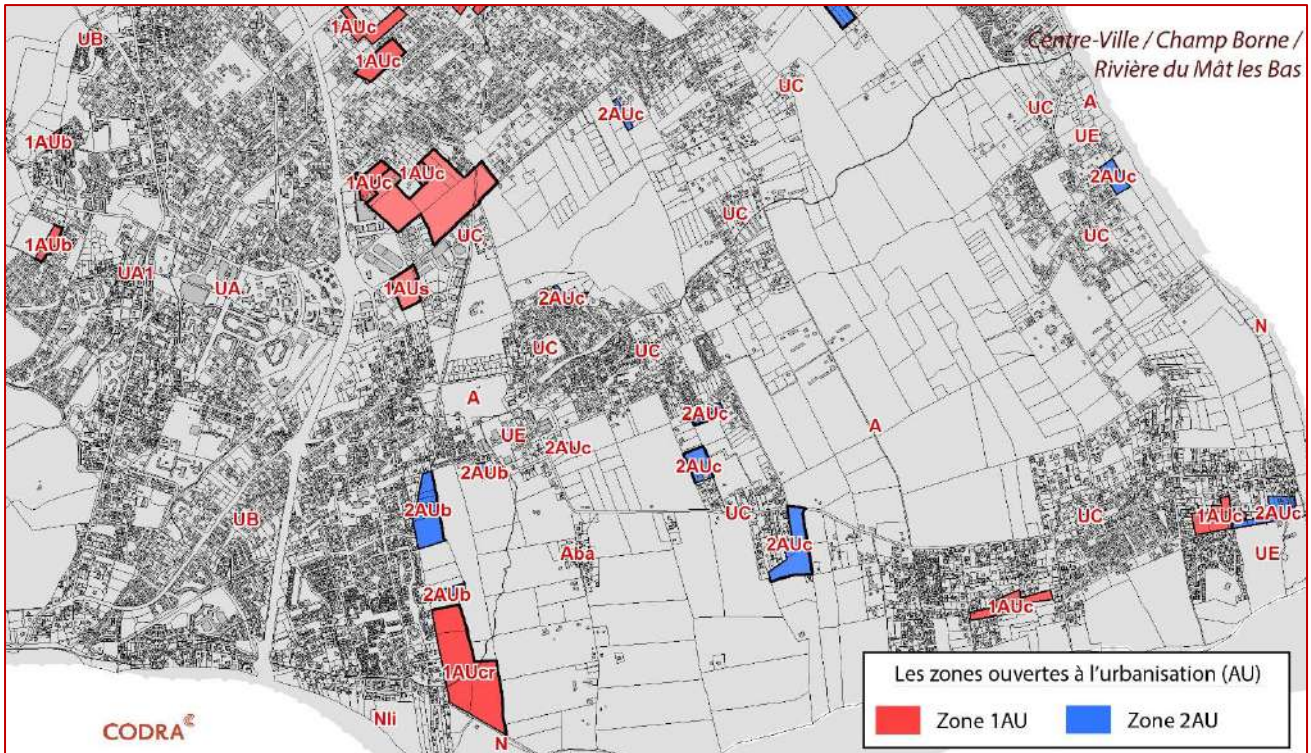 Centre-Ville / Champ Borne /
Rivière du Mât les Bas
1AUc
UB
1AUc
UC
2AUc
UC
A
UE
1AUb
1AUc
1AUc
2AUc
UC
UC
UC
1AUb
UA1
UA
1AUs
2AUc
N
UC
UC
A
2AUc
A
UE
2AUc
2AUb
2AUc
2AUb
UB
UC
UC
1AUc
2AUc
2AUc
Aba
UE
2AUb
1AUc
1AUcr
Nli
N
Les zones ouvertes à l'urbanisation (AU)
Zone 1AU
Zone 2AU
CODRA